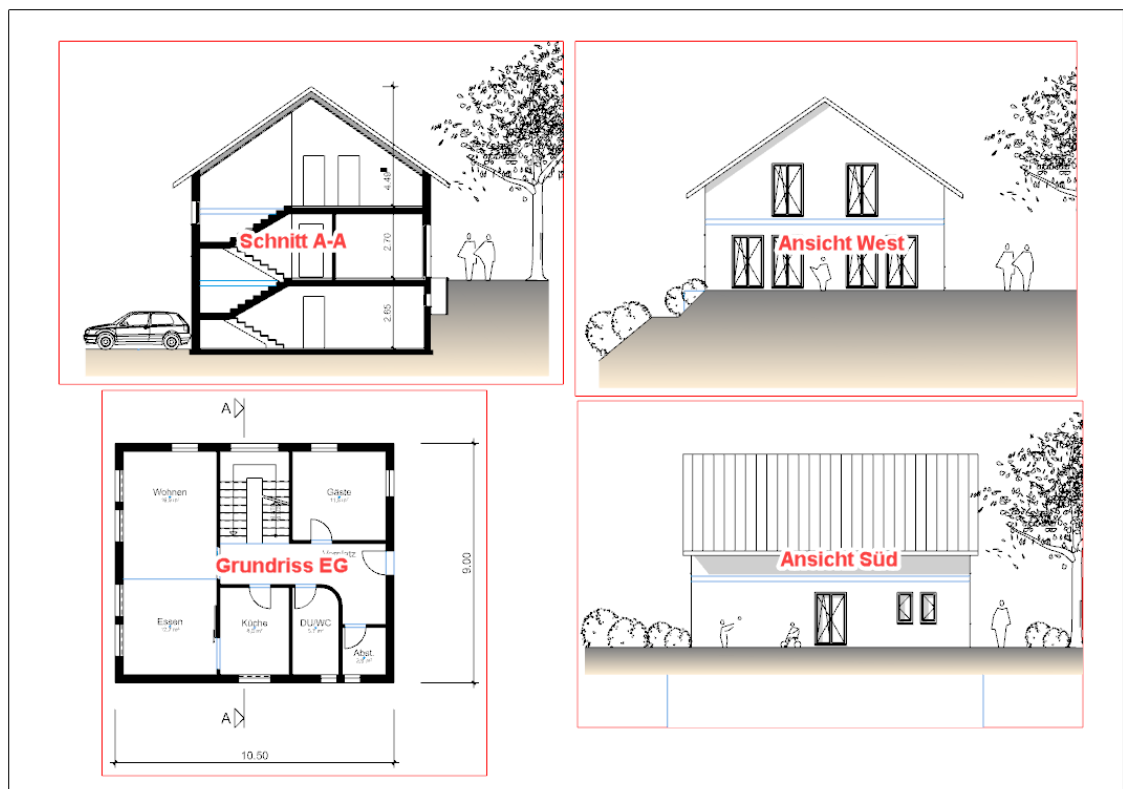 4.49
Schnitt A-A
2.70
2.65
Ansicht West
A
Wohnen
Gäste
Grundriss EG
9.00
Essen
Küche
DU/WC
Abst.
A
10.50
Ansicht Süd